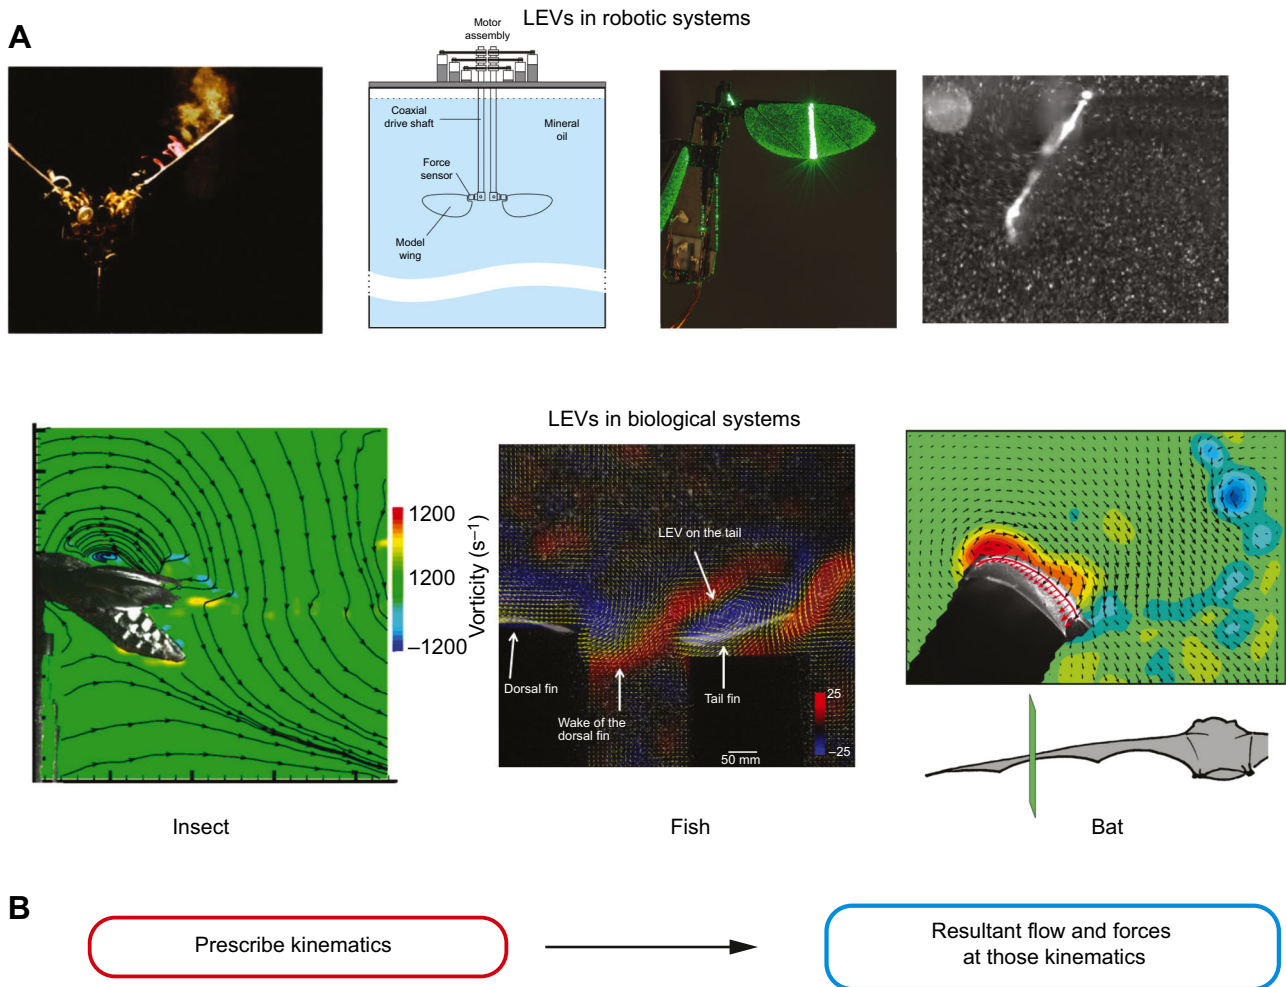 A
LEVs in robotic systems
Motor
assembly
Coaxial
drive shaft
Mineral
oil
Force
sensor
Model
wing
LEVs in biological systems
1200
1200
–1200
Vorticity (s–1)
LEV on the tail
Dorsal fin
Wake of the
dorsal fin
Tail fin
25
–25
50 mm
Insect
Fish
Bat
B
Prescribe kinematics
Resultant flow and forces
at those kinematics